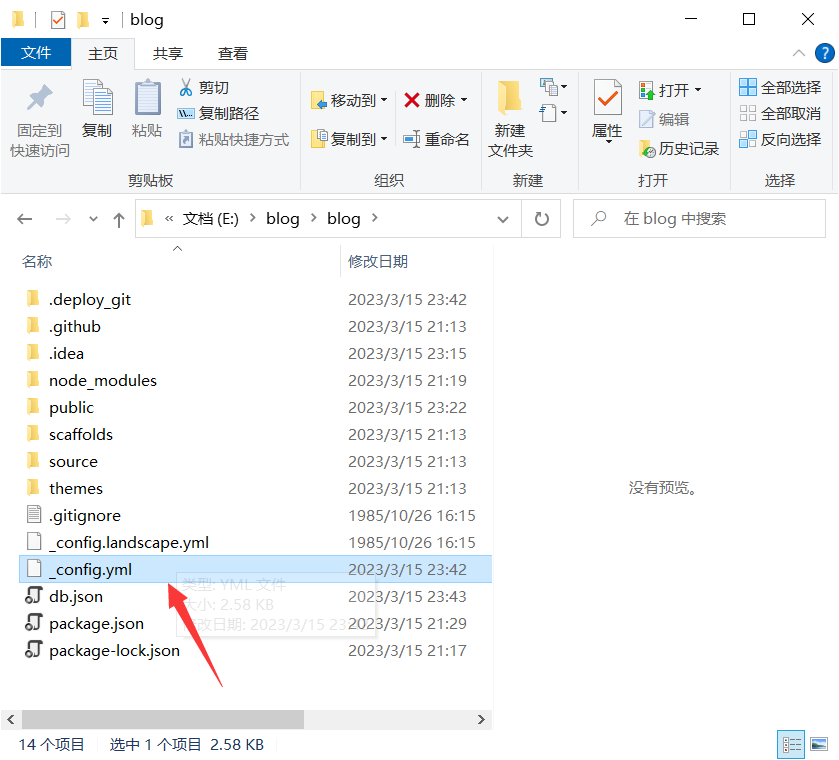 blog
文件 主页 共享 查看
固定到
快速访问
复制
粘贴
剪切
复制路径
粘贴快捷方式
剪贴板
移动到
复制到
删除
重命名
组织
新建
文件夹
新建
属性
打开
编辑
历史记录
打开
全部选择
全部取消
反向选择
选择
« 文档 (E:) > blog > blog >
在 blog 中搜索
名称 修改日期
.deploy_git 2023/3/15 23:42
.github 2023/3/15 21:13
.idea 2023/3/15 23:15
node_modules 2023/3/15 21:19
public 2023/3/15 23:22
scaffolds 2023/3/15 21:13
source 2023/3/15 21:13
themes 2023/3/15 21:13
.gitignore 1985/10/26 16:15
_config.landscape.yml 1985/10/26 16:15
_config.yml 2023/3/15 23:42
类型: YML 文件
db.json 2023/3/15 23:43
大小: 2.58 KB
package.json 2023/3/15 21:29
修改日期: 2023/3/15
package-lock.json 2023/3/15 21:17
没有预览。
14 个项目 选中 1 个项目 2.58 KB